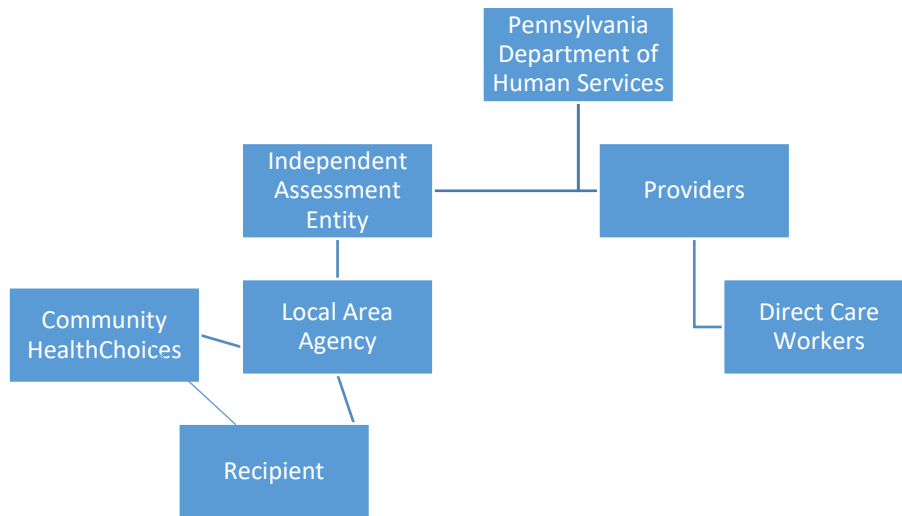 Pennsylvania
Department of
Human Services
Independent
Assessment
Entity
Providers
Community
HealthChoices
Local Area
Agency
Direct Care
Workers
Recipient